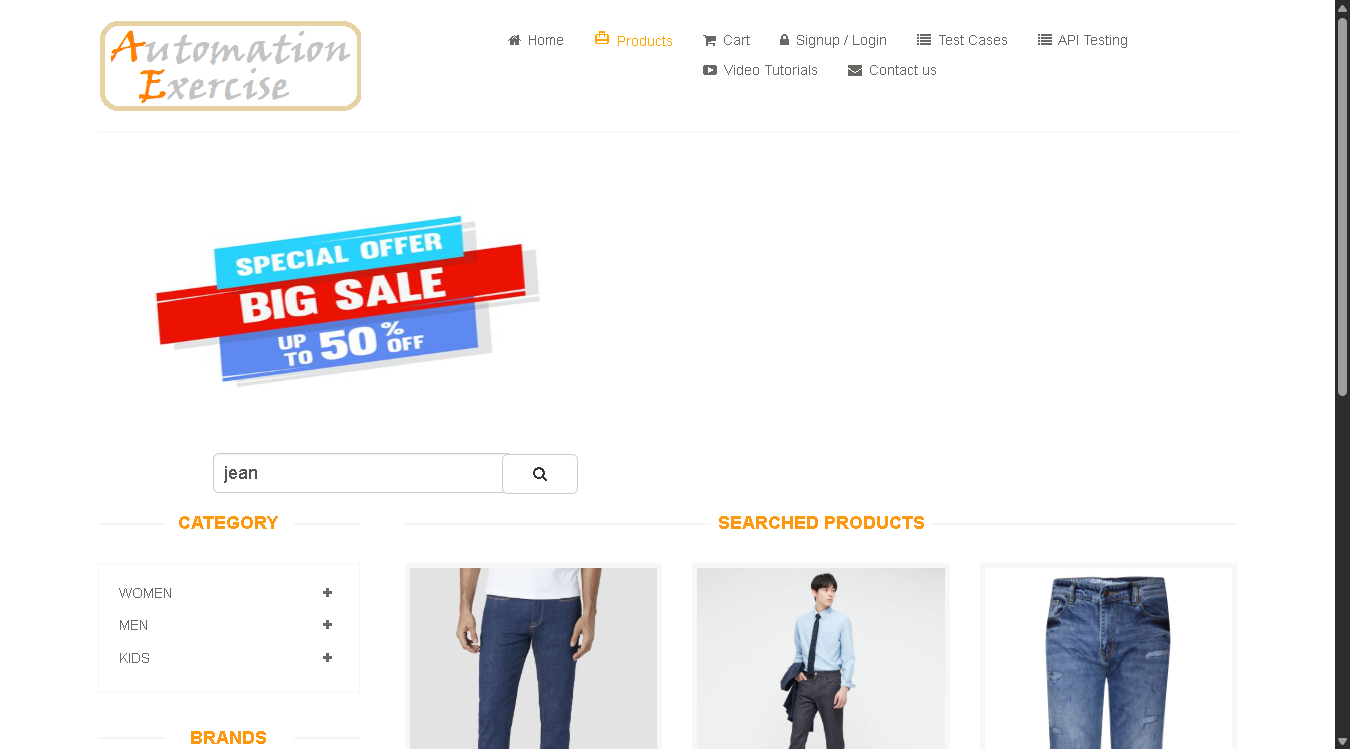 Automation
Exercise
Home Products Cart Signup / Login Test Cases API Testing
Video Tutorials Contact us
SPECIAL OFFER
BIG SALE
UP TO 50% OFF
jean
CATEGORY
SEARCHED PRODUCTS
WOMEN
MEN
KIDS
BRANDS